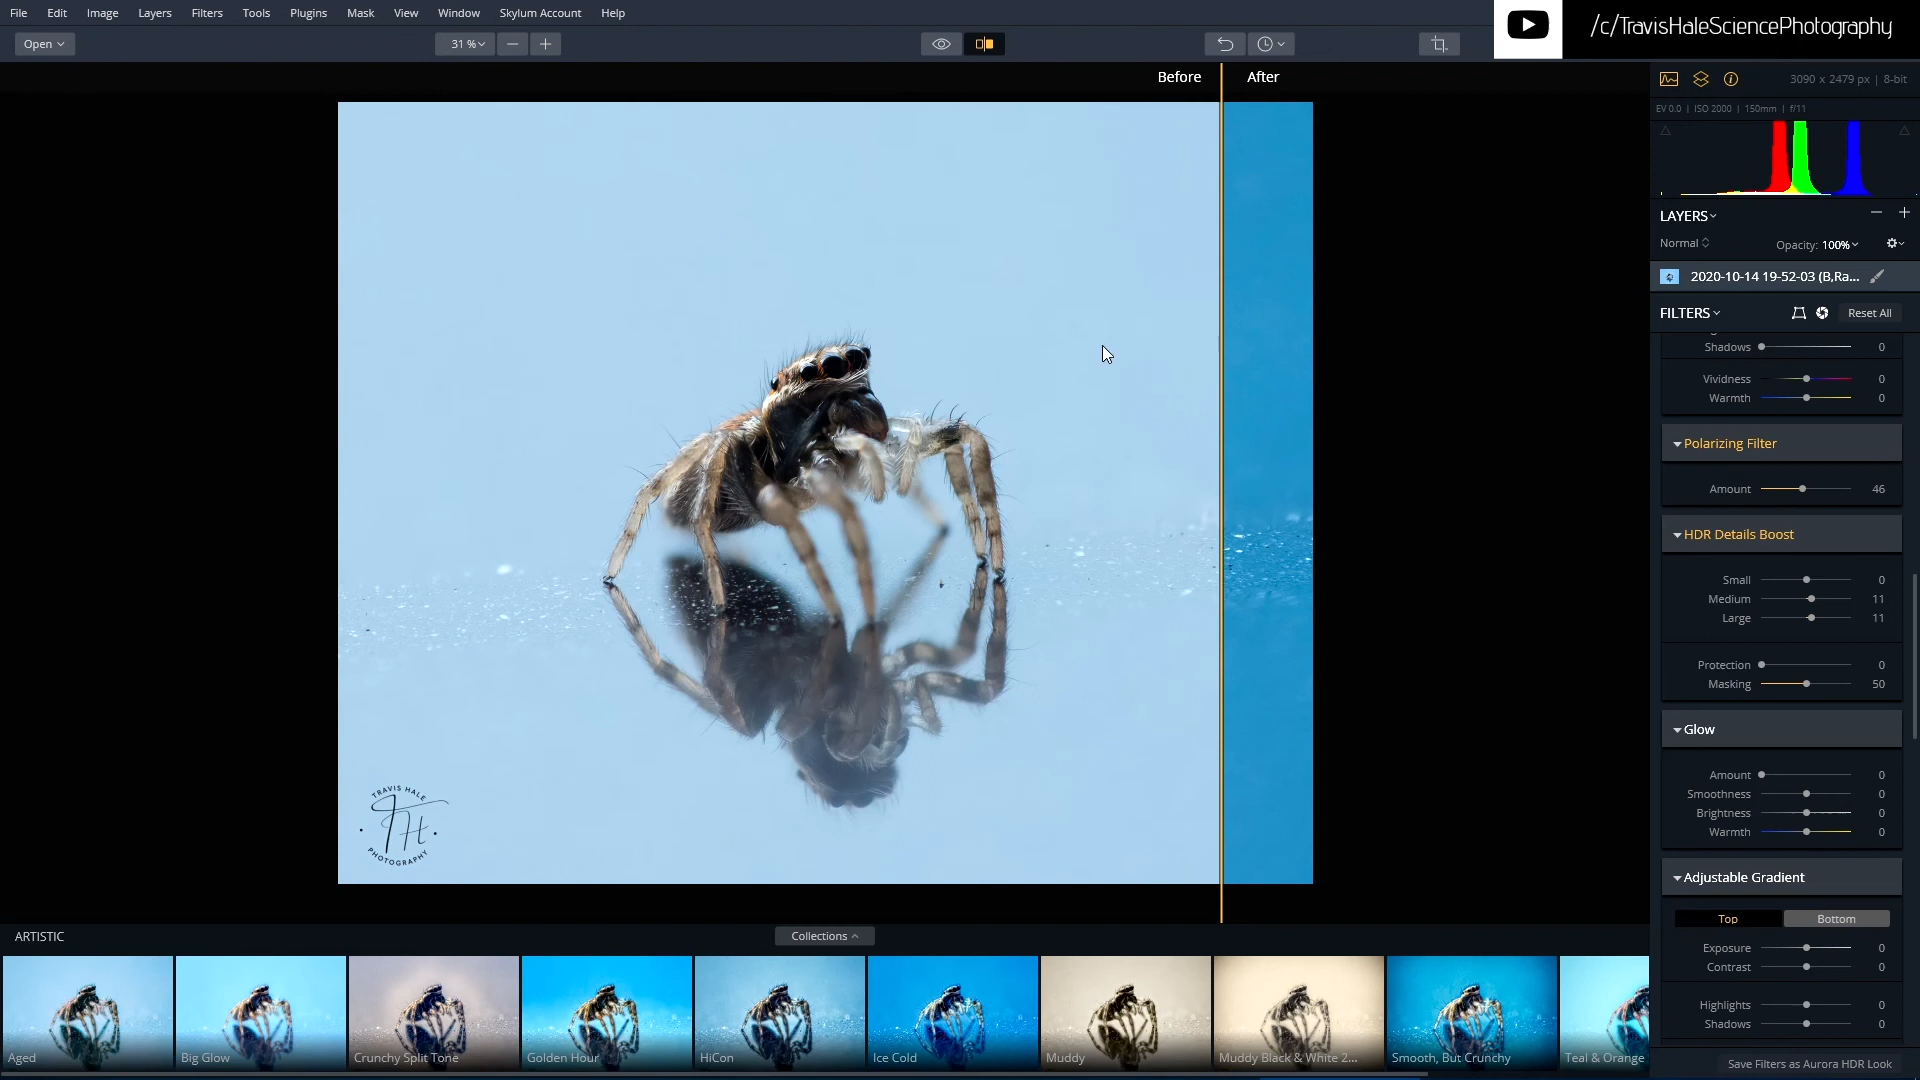 File Edit Image Layers Filters Tools Plugins Mask View Window Skylum Account Help
/c/TravisHaleSciencePhotography
Open 31 %
Before After
3090 x 2479 px | 8-bit
EV 0.0 | ISO 2000 | 150mm | f/11
LAYERS
Normal Opacity: 100%
2020-10-14 19-52-03 (B,Ra...
FILTERS Reset All
Shadows 0
Vividness 0
Warmth 0
Polarizing Filter
Amount 46
HDR Details Boost
Small 0
Medium 11
Large 11
Protection 0
Masking 50
Glow
Amount 0
Smoothness 0
Brightness 0
Warmth 0
Adjustable Gradient
Top Bottom
Exposure 0
Contrast 0
Highlights 0
Shadows 0
Save Filters as Aurora HDR Look
TRAVIS HALE
TH
PHOTOGRAPHY
ARTISTIC Collections
Aged Big Glow Crunchy Split Tone Golden Hour HiCon Ice Cold Muddy Muddy Black & White 2... Smooth, But Crunchy Teal & Orange